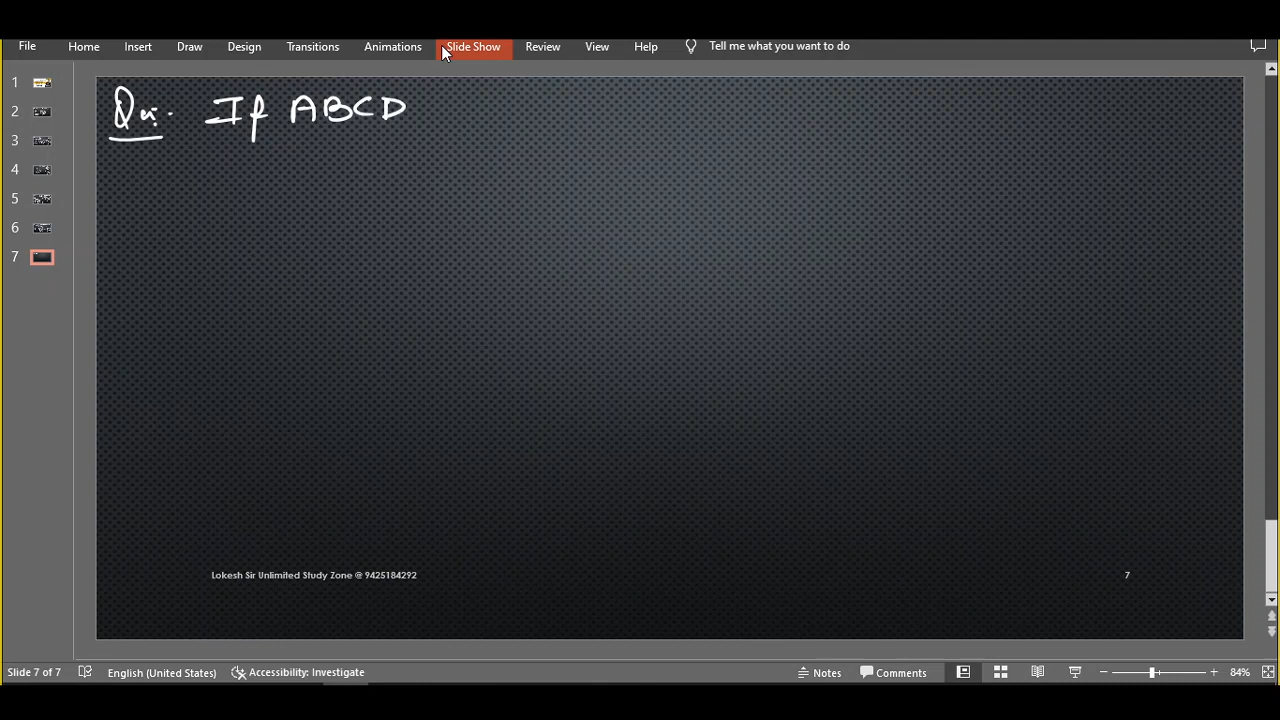 File Home Insert Draw Design Transitions Animations Slide Show Review View Help Tell me what you want to do
1
2
3
4
5
6
7
Qu:- If ABCD
Lokesh Sir Unlimited Study Zone @ 9425184292 7
Slide 7 of 7 English (United States) Accessibility: Investigate Notes Comments 84%